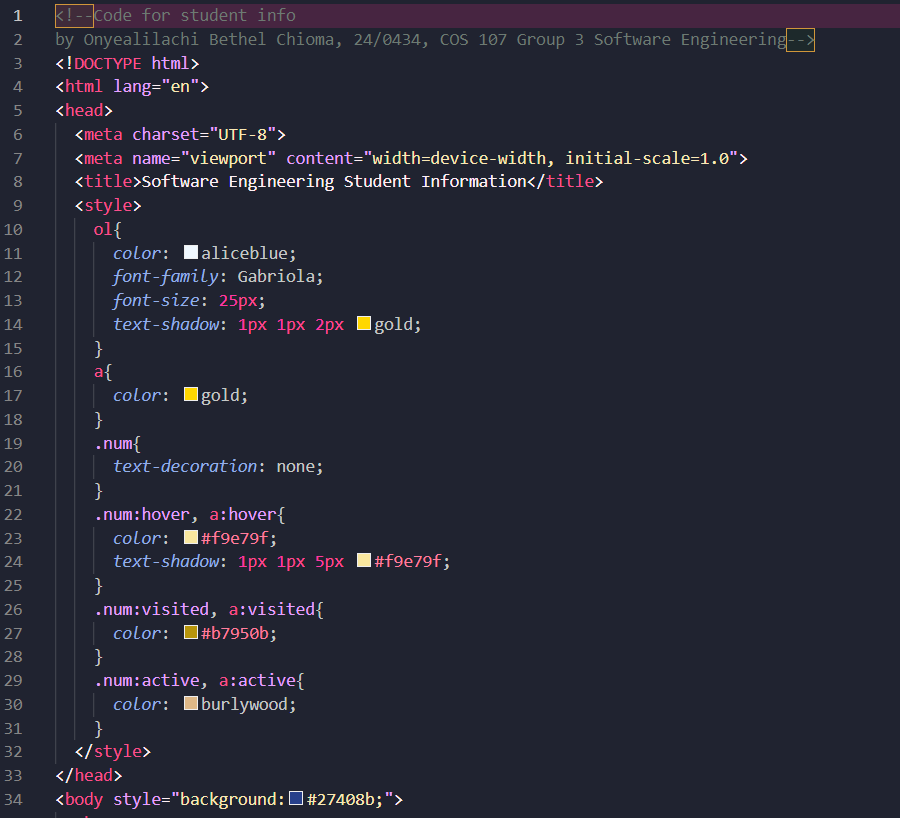 1 <!--Code for student info
2 by Onyealilachi Bethel Chioma, 24/0434, COS 107 Group 3 Software Engineering-->
3 <!DOCTYPE html>
4 <html lang="en">
5 <head>
6 <meta charset="UTF-8">
7 <meta name="viewport" content="width=device-width, initial-scale=1.0">
8 <title>Software Engineering Student Information</title>
9 <style>
10 ol{
11 color: aliceblue;
12 font-family: Gabriola;
13 font-size: 25px;
14 text-shadow: 1px 1px 2px gold;
15 }
16 a{
17 color: gold;
18 }
19 .num{
20 text-decoration: none;
21 }
22 .num:hover, a:hover{
23 color: #f9e79f;
24 text-shadow: 1px 1px 5px #f9e79f;
25 }
26 .num:visited, a:visited{
27 color: #b7950b;
28 }
29 .num:active, a:active{
30 color: burlywood;
31 }
32 </style>
33 </head>
34 <body style="background: #27408b;">